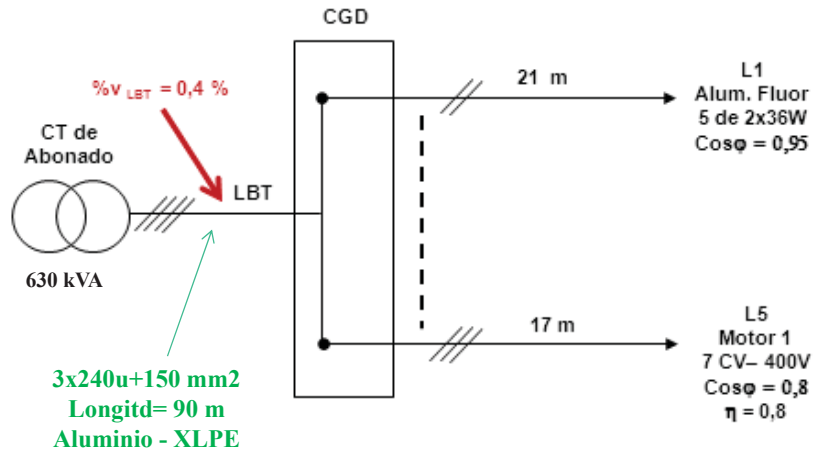 CGD
%v LBT = 0,4 %
CT de
Abonado
LBT
630 kVA
3x240u+150 mm2
Longitd= 90 m
Aluminio - XLPE
21 m
L1
Alum. Fluor
5 de 2x36W
Cosφ = 0,95
17 m
L5
Motor 1
7 CV– 400V
Cosφ = 0,8
η = 0,8